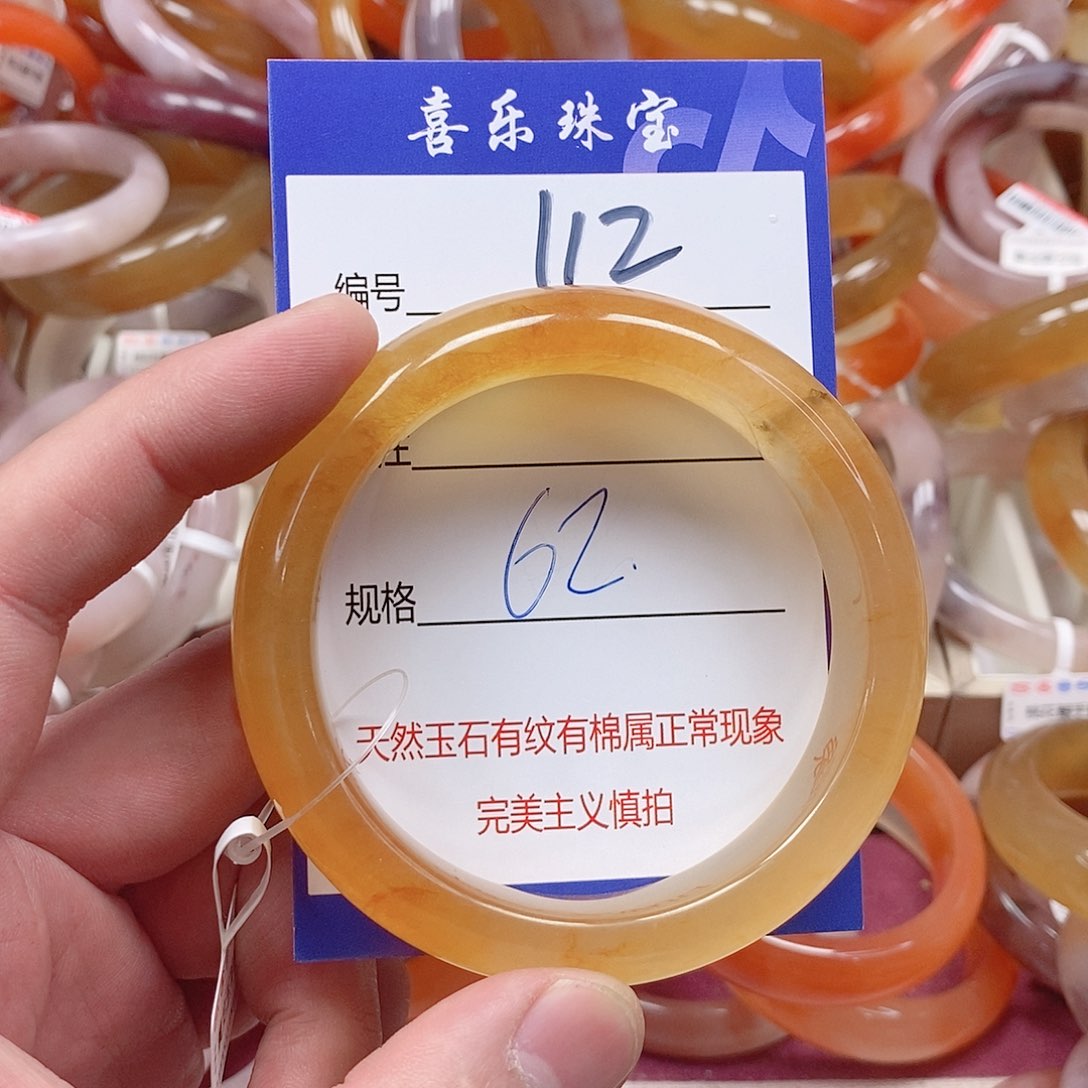 喜乐珠宝
编号 112
注
规格 62.
天然玉石有纹有棉属正常现象
完美主义慎拍